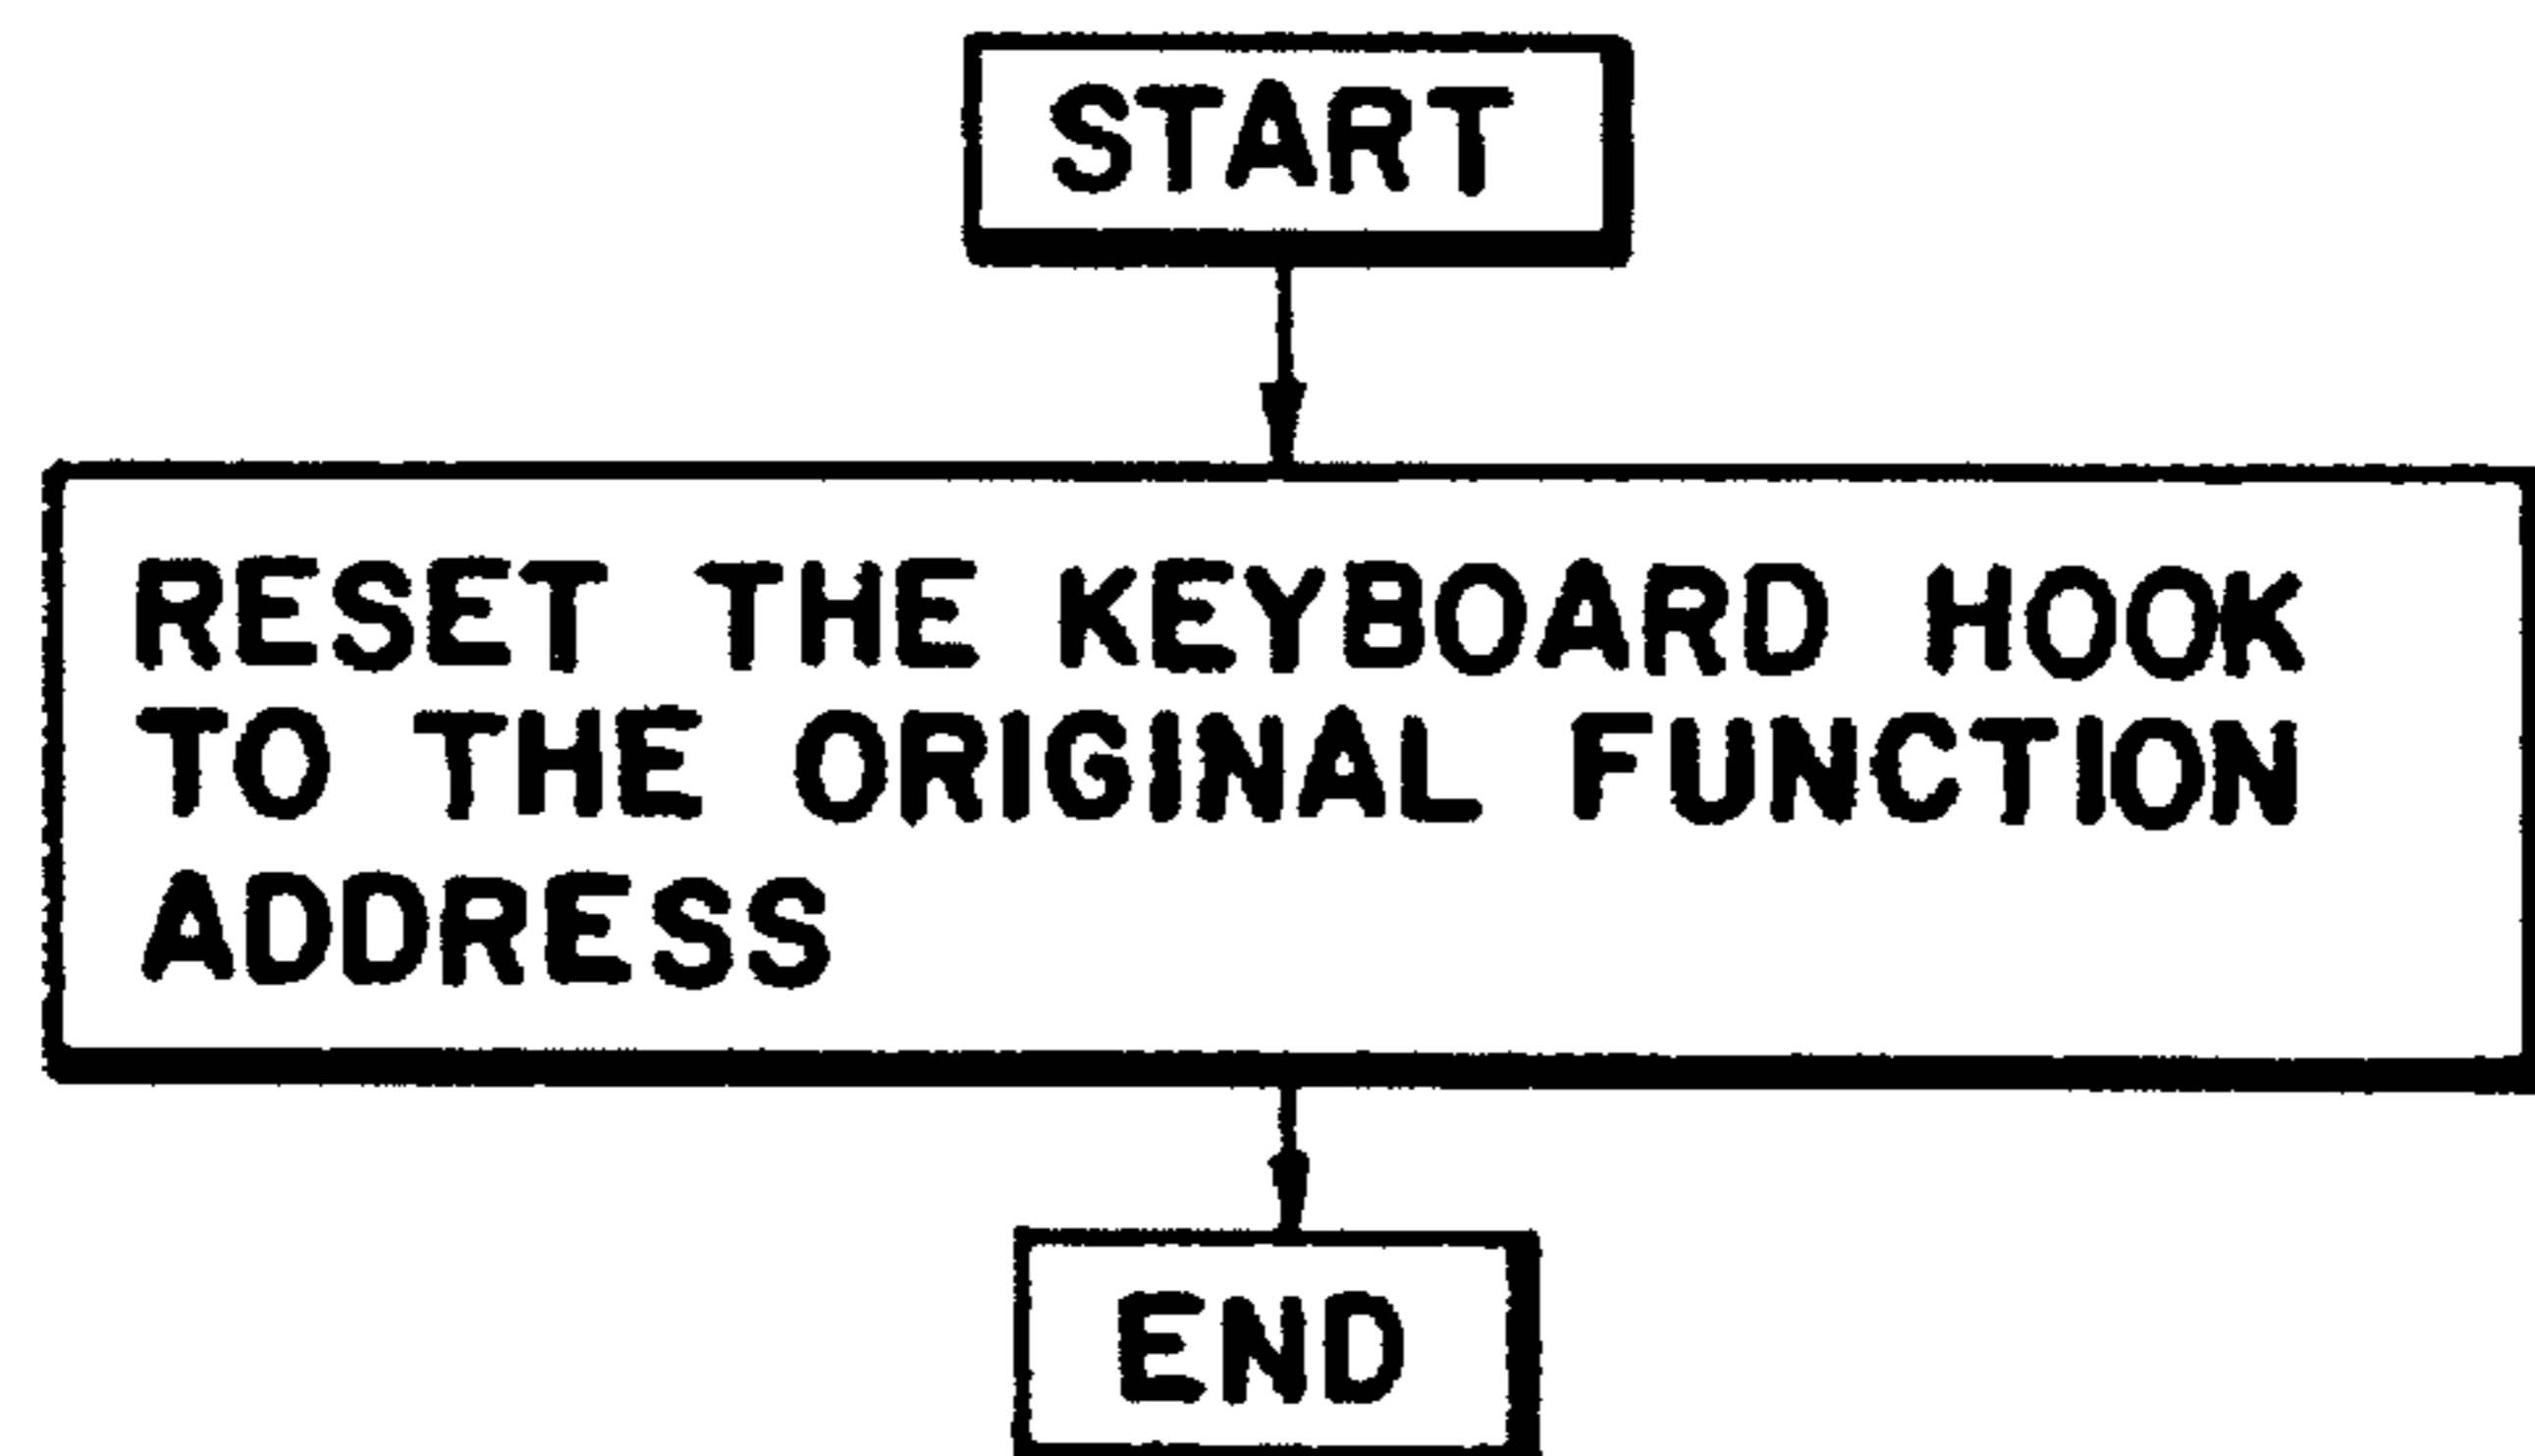 START
RESET THE KEYBOARD HOOK
TO THE ORIGINAL FUNCTION
ADDRESS
END